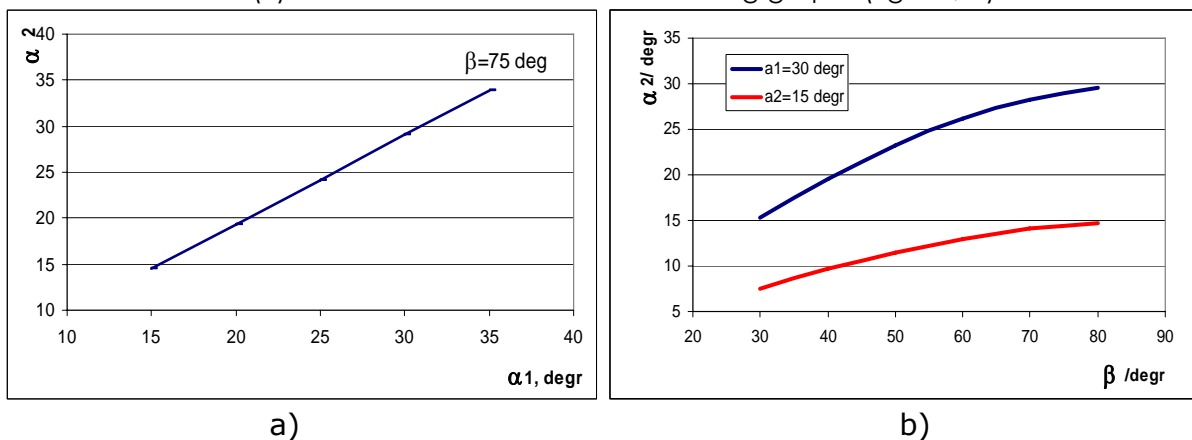 α 2
40
35
30
25
20
15
10
β=75 deg
10 15 20 25 30 35 40
α1, degr
a)
α 2/ degr
35
30
25
20
15
10
5
a1=30 degr
a2=15 degr
20 30 40 50 60 70 80 90
β /degr
b)